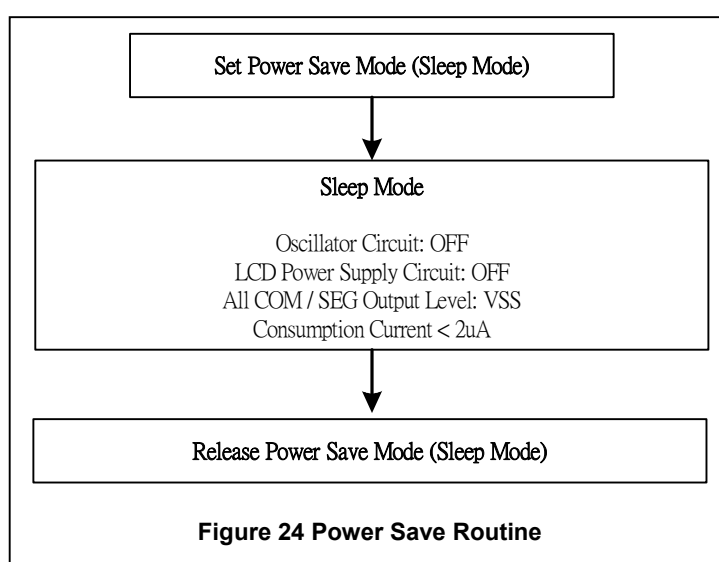 Set Power Save Mode (Sleep Mode)
Sleep Mode
Oscillator Circuit: OFF
LCD Power Supply Circuit: OFF
All COM / SEG Output Level: VSS
Consumption Current < 2uA
Release Power Save Mode (Sleep Mode)
Figure 24 Power Save Routine